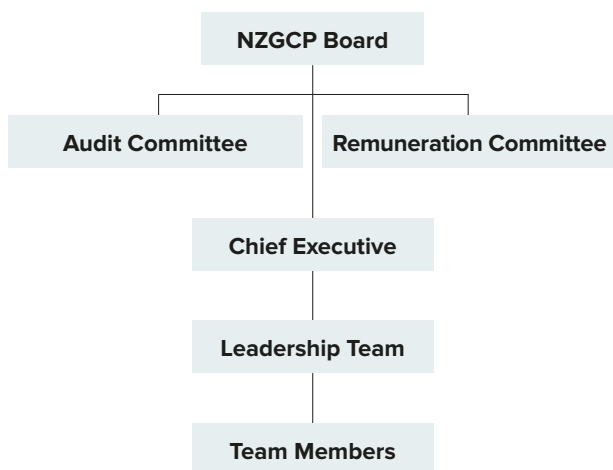 NZGCP Board
Audit Committee
Remuneration Committee
Chief Executive
Leadership Team
Team Members